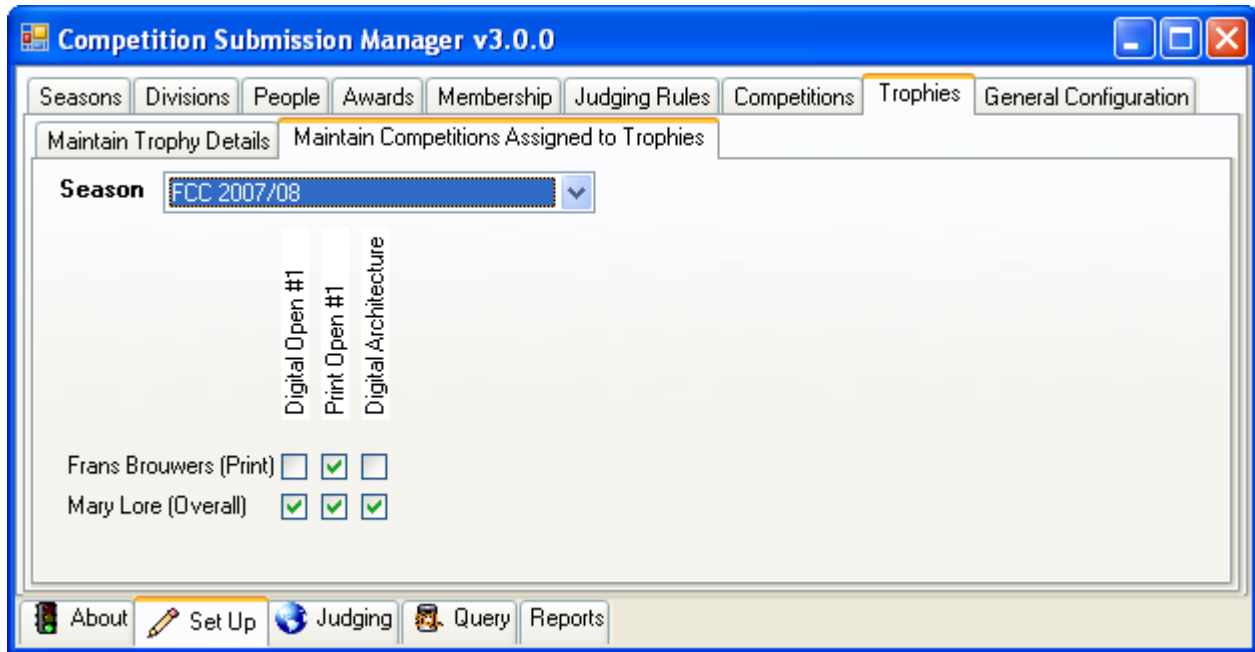 Competition Submission Manager v3.0.0
Seasons Divisions People Awards Membership Judging Rules Competitions Trophies General Configuration
Maintain Trophy Details Maintain Competitions Assigned to Trophies
Season FCC 2007/08
Digital Open #1
Print Open #1
Digital Architecture
Frans Brouwers (Print)
Mary Lore (Overall)
About Set Up Judging Query Reports